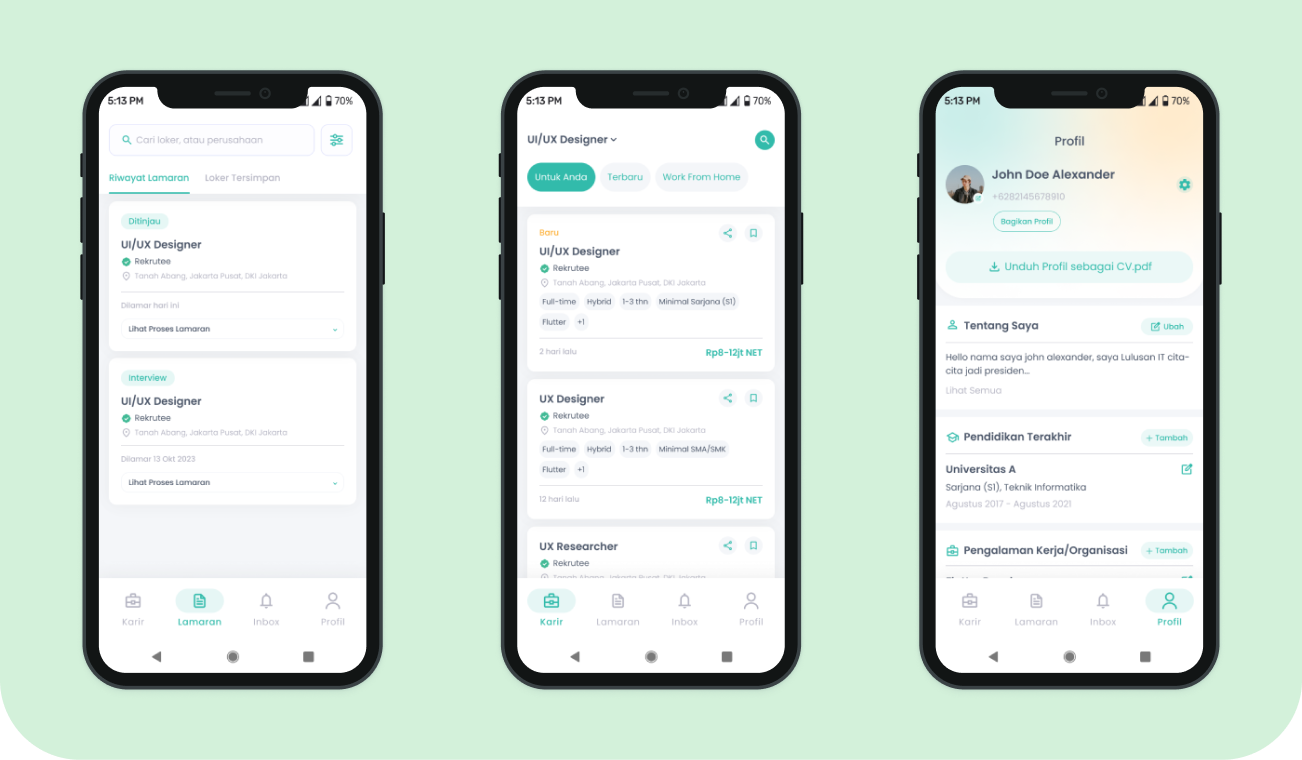 5:13 PM
70%
Cari loker, atau perusahaan
Riwayat Lamaran
Loker Tersimpan
Ditinjau
UI/UX Designer
Rekrutee
Tanah Abang, Jakarta Pusat, DKI Jakarta
Dilamar hari ini
Lihat Proses Lamaran
Interview
UI/UX Designer
Rekrutee
Tanah Abang, Jakarta Pusat, DKI Jakarta
Dilamar 13 Okt 2023
Lihat Proses Lamaran
Karir
Lamaran
Inbox
Profil
5:13 PM
70%
UI/UX Designer
Untuk Anda
Terbaru
Work From Home
Baru
UI/UX Designer
Rekrutee
Tanah Abang, Jakarta Pusat, DKI Jakarta
Full-time Hybrid 1-3 thn Minimal Sarjana (S1)
Flutter +1
2 hari lalu
Rp8-12jt NET
UX Designer
Rekrutee
Tanah Abang, Jakarta Pusat, DKI Jakarta
Full-time Hybrid 1-3 thn Minimal SMA/SMK
Flutter +1
12 hari lalu
Rp8-12jt NET
UX Researcher
Rekrutee
Tanah Abang, Jakarta Pusat, DKI Jakarta
Karir
Lamaran
Inbox
Profil
5:13 PM
70%
Profil
John Doe Alexander
+6282145678910
Bagikan Profil
Unduh Profil sebagai CV.pdf
Tentang Saya
Ubah
Hello nama saya john alexander, saya Lulusan IT cita-
cita jadi presiden...
Lihat Semua
Pendidikan Terakhir
+ Tambah
Universitas A
Sarjana (S1), Teknik Informatika
Agustus 2017 - Agustus 2021
Pengalaman Kerja/Organisasi
+ Tambah
Karir
Lamaran
Inbox
Profil